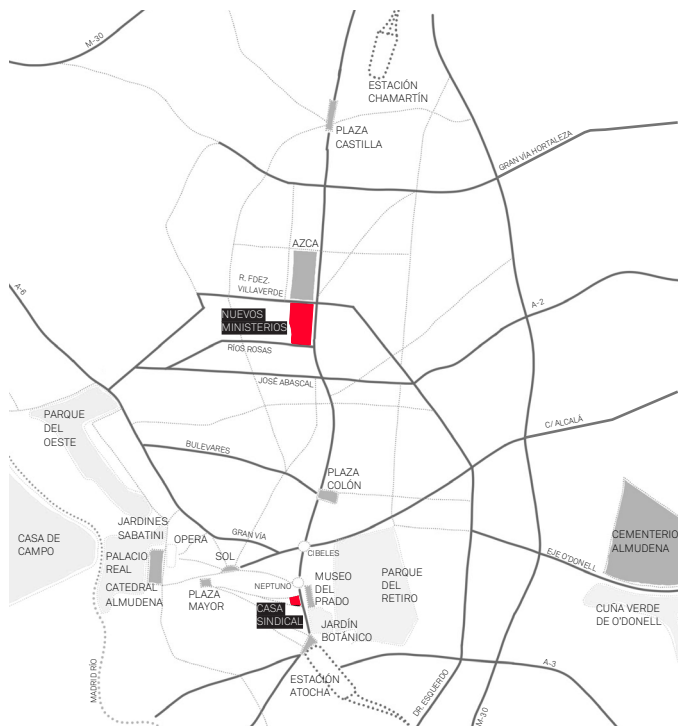 M-30
ESTACIÓN
CHAMARTÍN
PLAZA
CASTILLA
GRAN VÍA HORTALEZA
AZCA
R. FDEZ.
VILLAVERDE
A-6
A-2
NUEVOS
MINISTERIOS
RÍOS ROSAS
JOSÉ ABASCAL
PARQUE
DEL
OESTE
C/ ALCALÁ
BULEVARES
PLAZA
COLÓN
JARDINES
SABATINI
OPERA
GRAN VÍA
CASA DE
CAMPO
CEMENTERIO
ALMUDENA
PALACIO
REAL
SOL
CIBELES
EJE O'DONELL
CATEDRAL
ALMUDENA
PLAZA
MAYOR
NEPTUNO
MUSEO
DEL
PRADO
PARQUE
DEL
RETIRO
CASA
SINDICAL
CUÑA VERDE
DE O'DONELL
JARDÍN
BOTÁNICO
MADRID RÍO
ESTACIÓN
ATOCHA
A-3
DR. ESQUERDO
M-30